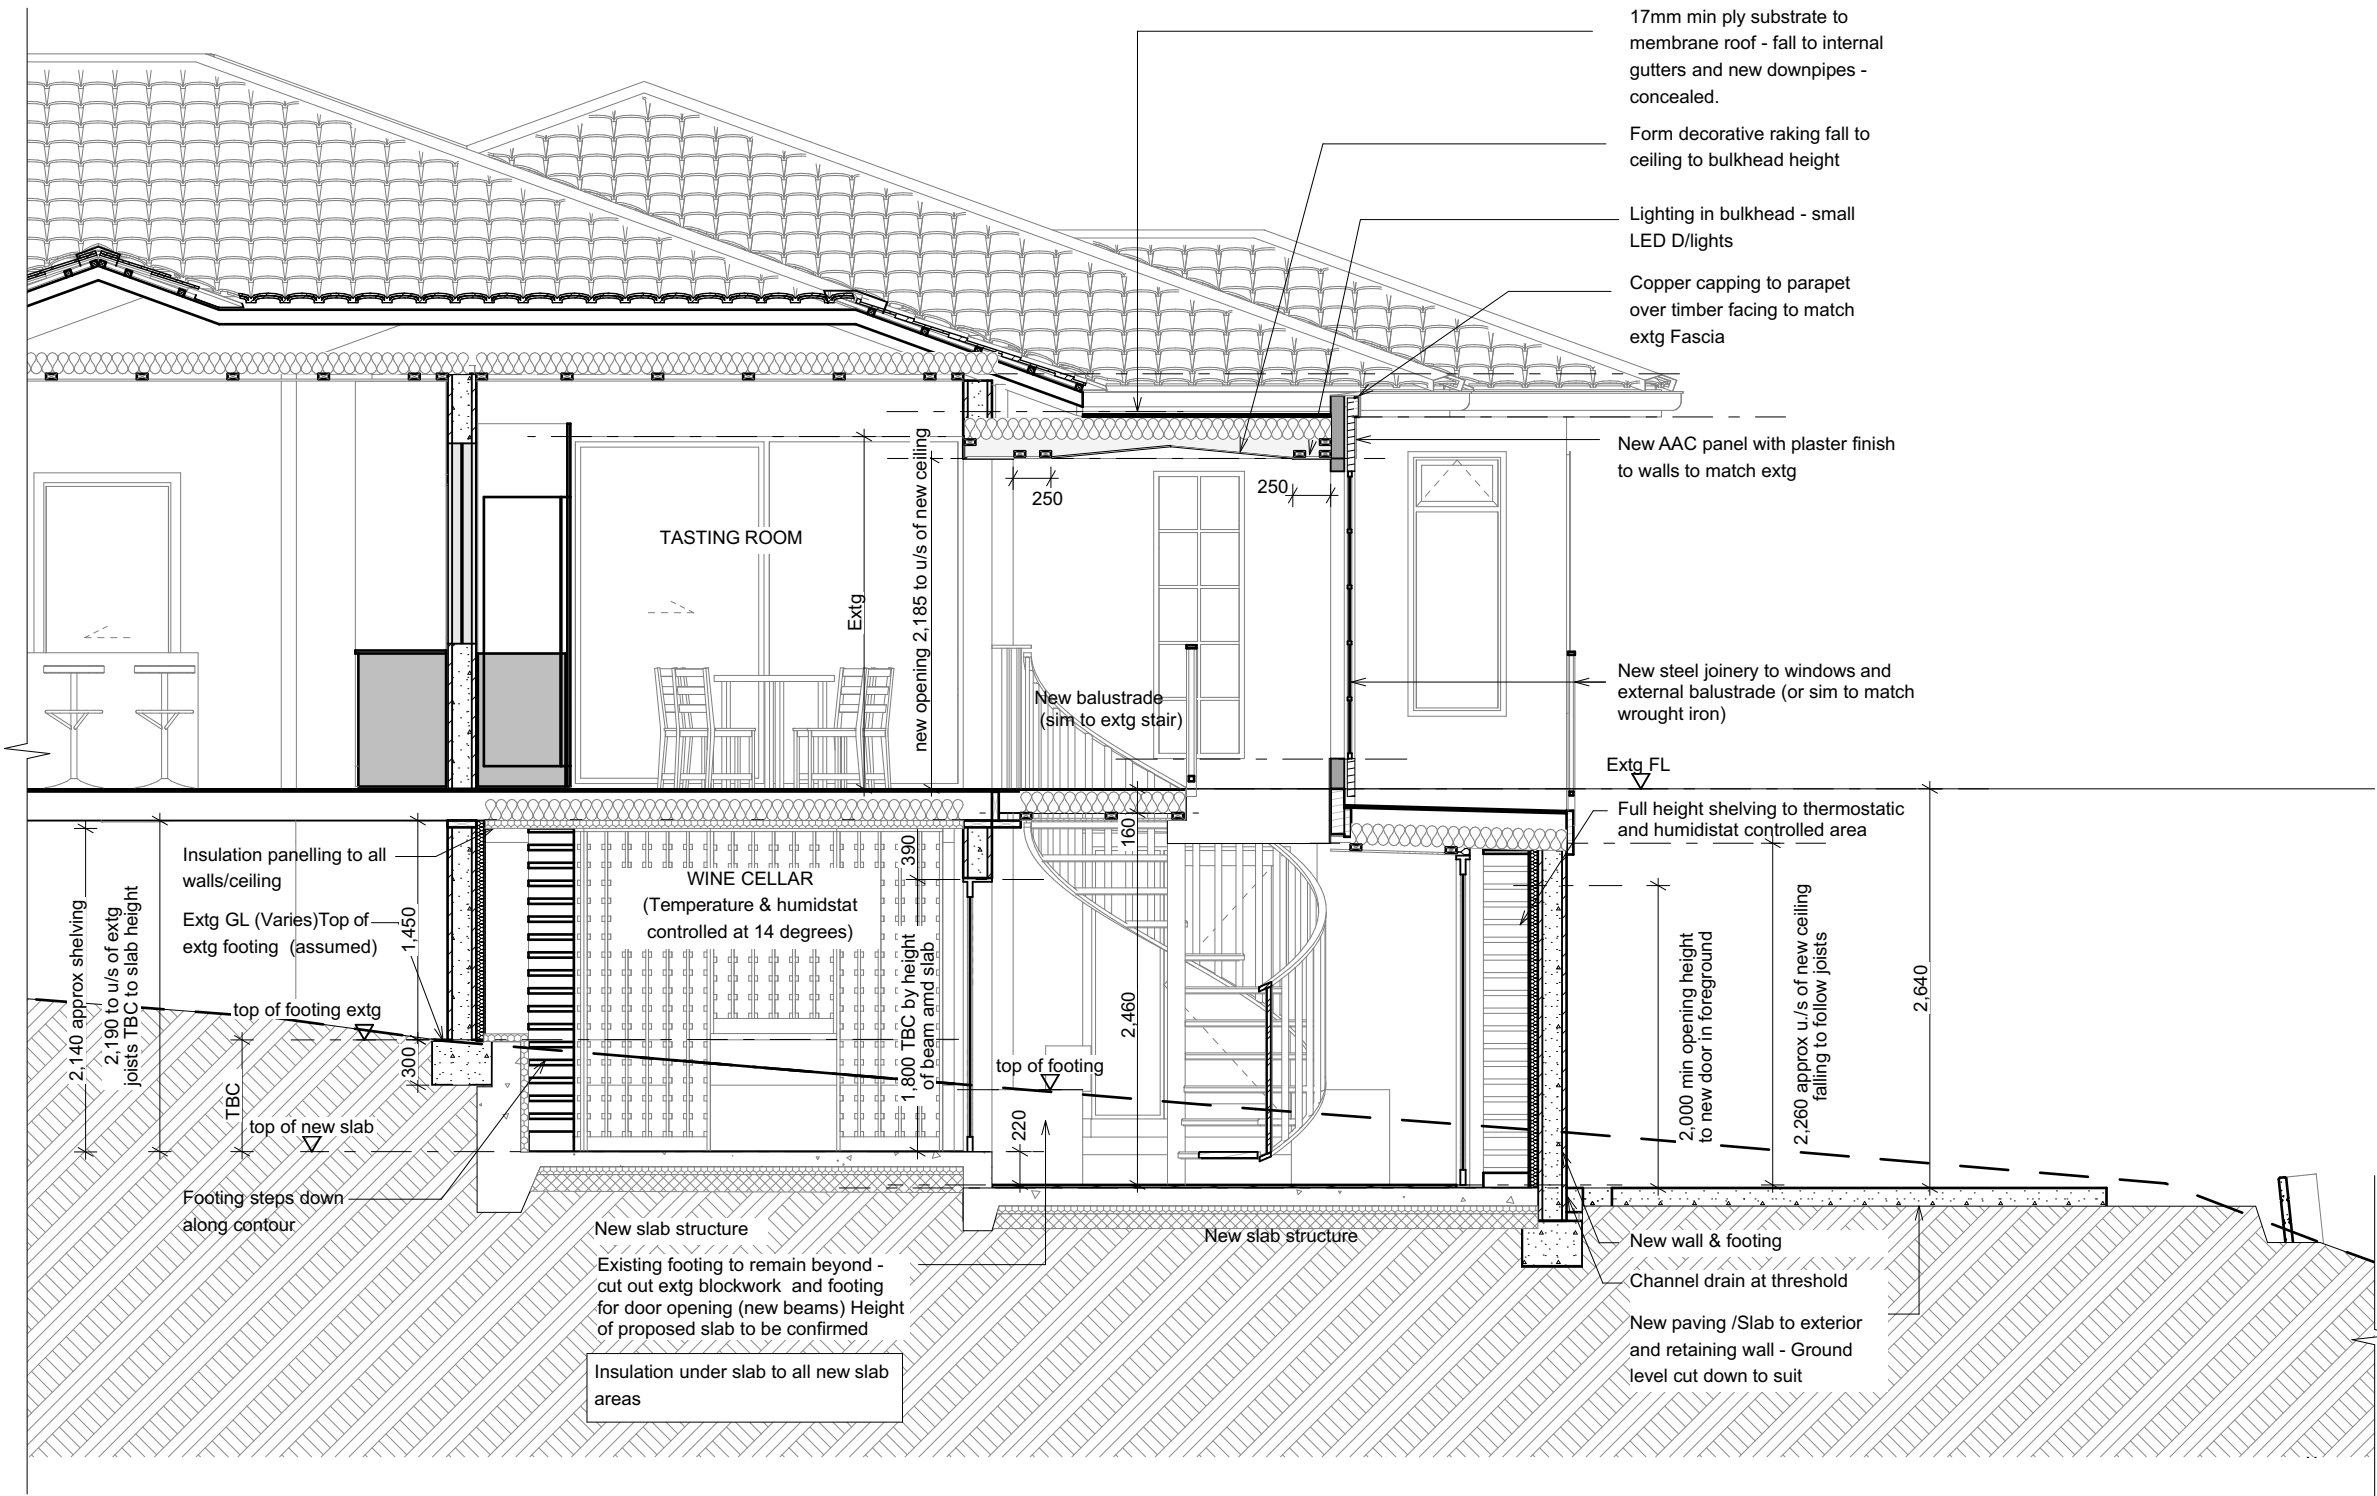 17mm min ply substrate to
membrane roof - fall to internal
gutters and new downpipes -
concealed.
Form decorative raking fall to
ceiling to bulkhead height
Lighting in bulkhead - small
LED D/lights
Copper capping to parapet
over timber facing to match
extg Fascia
New AAC panel with plaster finish
to walls to match extg
250
250
TASTING ROOM
Extg
new opening 2,185 to u/s of new ceiling
New balustrade
(sim to extg stair)
New steel joinery to windows and
external balustrade (or sim to match
wrought iron)
Extg FL
Full height shelving to thermostatic
and humidistat controlled area
Insulation panelling to all
walls/ceiling
Extg GL (Varies)Top of
extg footing (assumed)
1,450
300
2,140 approx shelving
2,190 to u/s of extg
joists TBC to slab height
top of footing extg
TBC
top of new slab
Footing steps down
along contour
WINE CELLAR
(Temperature & humidstat
controlled at 14 degrees)
390
1,800 TBC by height
of beam amd slab
160
2,460
top of footing
220
2,000 min opening height
to new door in foreground
2,260 approx u./s of new ceiling
falling to follow joists
2,640
New slab structure
Existing footing to remain beyond -
cut out extg blockwork and footing
for door opening (new beams) Height
of proposed slab to be confirmed
Insulation under slab to all new slab
areas
New slab structure
New wall & footing
Channel drain at threshold
New paving /Slab to exterior
and retaining wall - Ground
level cut down to suit